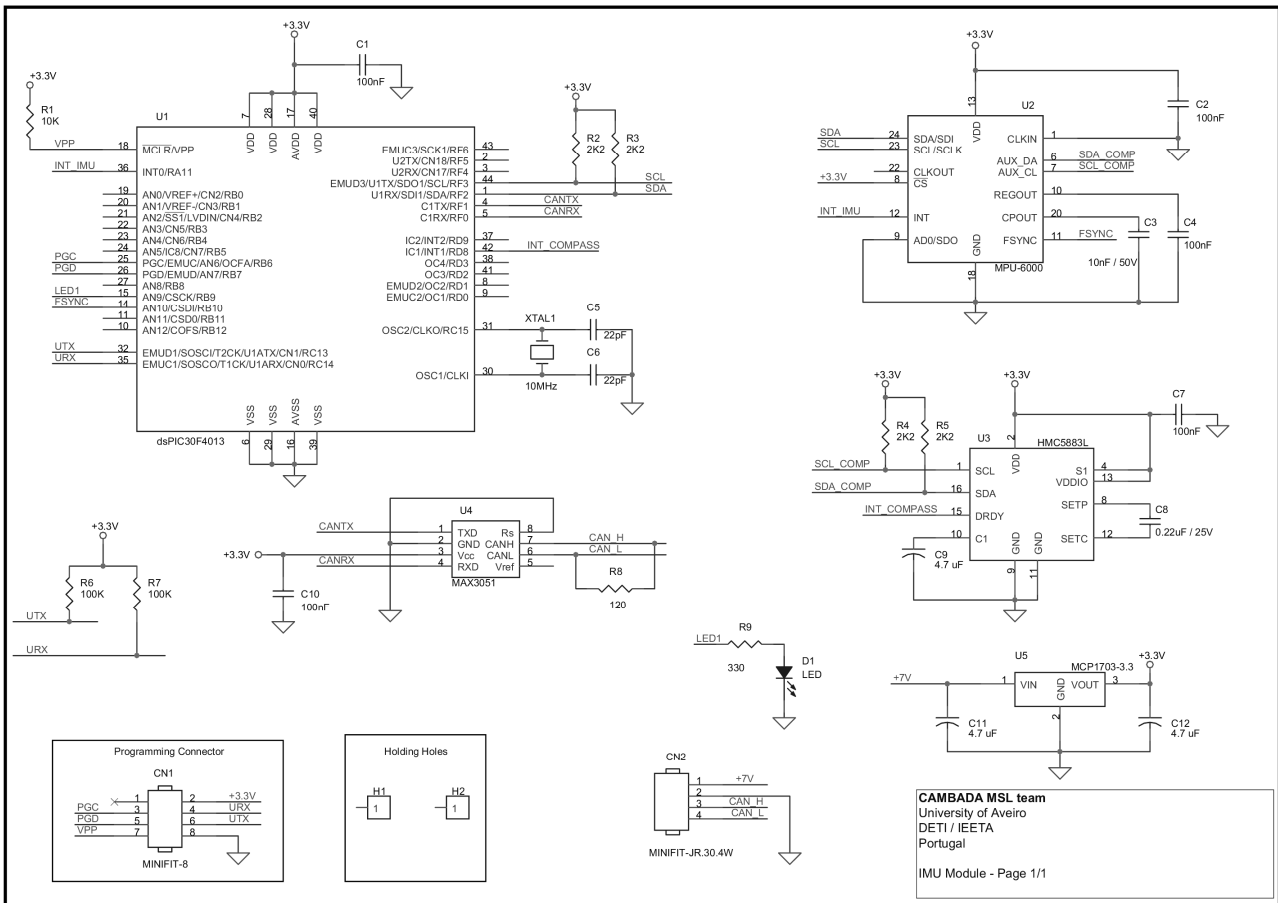 +3.3V
C1
100nF
+3.3V
R1
10K
U1
7
28
17
40
VDD
VDD
AVDD
VDD
VPP 18 MCLR/VPP
INT_IMU 36 INT0/RA11
19 AN0/VREF+/CN2/RB0
20 AN1/VREF-/CN3/RB1
21 AN2/SS1/LVDIN/CN4/RB2
22 AN3/CN5/RB3
23 AN4/CN6/RB4
24 AN5/IC8/CN7/RB5
PGC 25 PGC/EMUC/AN6/OCFA/RB6
PGD 26 PGD/EMUD/AN7/RB7
27 AN8/RB8
LED1 15 AN9/CSCK/RB9
FSYNC 14 AN10/CSDI/RB10
11 AN11/CSD0/RB11
10 AN12/COFS/RB12
UTX 32 EMUD1/SOSCI/T2CK/U1ATX/CN1/RC13
URX 35 EMUC1/SOSCO/T1CK/U1ARX/CN0/RC14
EMUC3/SCK1/RF6 43
U2TX/CN18/RF5 2
U2RX/CN17/RF4 3
EMUD3/U1TX/SDO1/SCL/RF3 44 SCL
U1RX/SDI1/SDA/RF2 1 SDA
C1TX/RF1 4 CANTX
C1RX/RF0 5 CANRX
IC2/INT2/RD9 37
IC1/INT1/RD8 42 INT_COMPASS
OC4/RD3 38
OC3/RD2 41
EMUD2/OC2/RD1 8
EMUC2/OC1/RD0 9
OSC2/CLKO/RC15 31
OSC1/CLKI 30
VSS
VSS
AVSS
VSS
6
29
16
39
dsPIC30F4013
+3.3V
R2
2K2
R3
2K2
XTAL1
10MHz
C5
22pF
C6
22pF
+3.3V
13
U2
VDD
C2
100nF
SDA 24 SDA/SDI
SCL 23 SCL/SCLK
22 CLKOUT
+3.3V 8 CS
INT_IMU 12 INT
9 AD0/SDO
CLKIN 1
AUX_DA 6 SDA_COMP
AUX_CL 7 SCL_COMP
REGOUT 10
CPOUT 20
FSYNC 11 FSYNC
GND
18
MPU-6000
C3
10nF / 50V
C4
100nF
+3.3V
+3.3V
R4
2K2
R5
2K2
C7
100nF
U3
2
HMC5883L
VDD
SCL_COMP 1 SCL
SDA_COMP 16 SDA
INT_COMPASS 15 DRDY
10 C1
S1 4
VDDIO 13
SETP 8
SETC 12
C8
0.22uF / 25V
C9
4.7 uF
GND
GND
9
11
U4
CANTX 1 TXD
2 GND
+3.3V 3 Vcc
CANRX 4 RXD
Rs 8
CANH 7 CAN_H
CANL 6 CAN_L
Vref 5
MAX3051
R8
120
C10
100nF
+3.3V
R6
100K
R7
100K
UTX
URX
LED1
R9
330
D1
LED
U5
MCP1703-3.3
+3.3V
+7V
1 VIN
GND
VOUT 3
2
C11
4.7 uF
C12
4.7 uF
Programming Connector
CN1
1
PGC 3
PGD 5
VPP 7
2 +3.3V
4 URX
6 UTX
8
MINIFIT-8
Holding Holes
H1
1
H2
1
CN2
1 +7V
2
3 CAN_H
4 CAN_L
MINIFIT-JR.30.4W
CAMBADA MSL team
University of Aveiro
DETI / IEETA
Portugal
IMU Module - Page 1/1